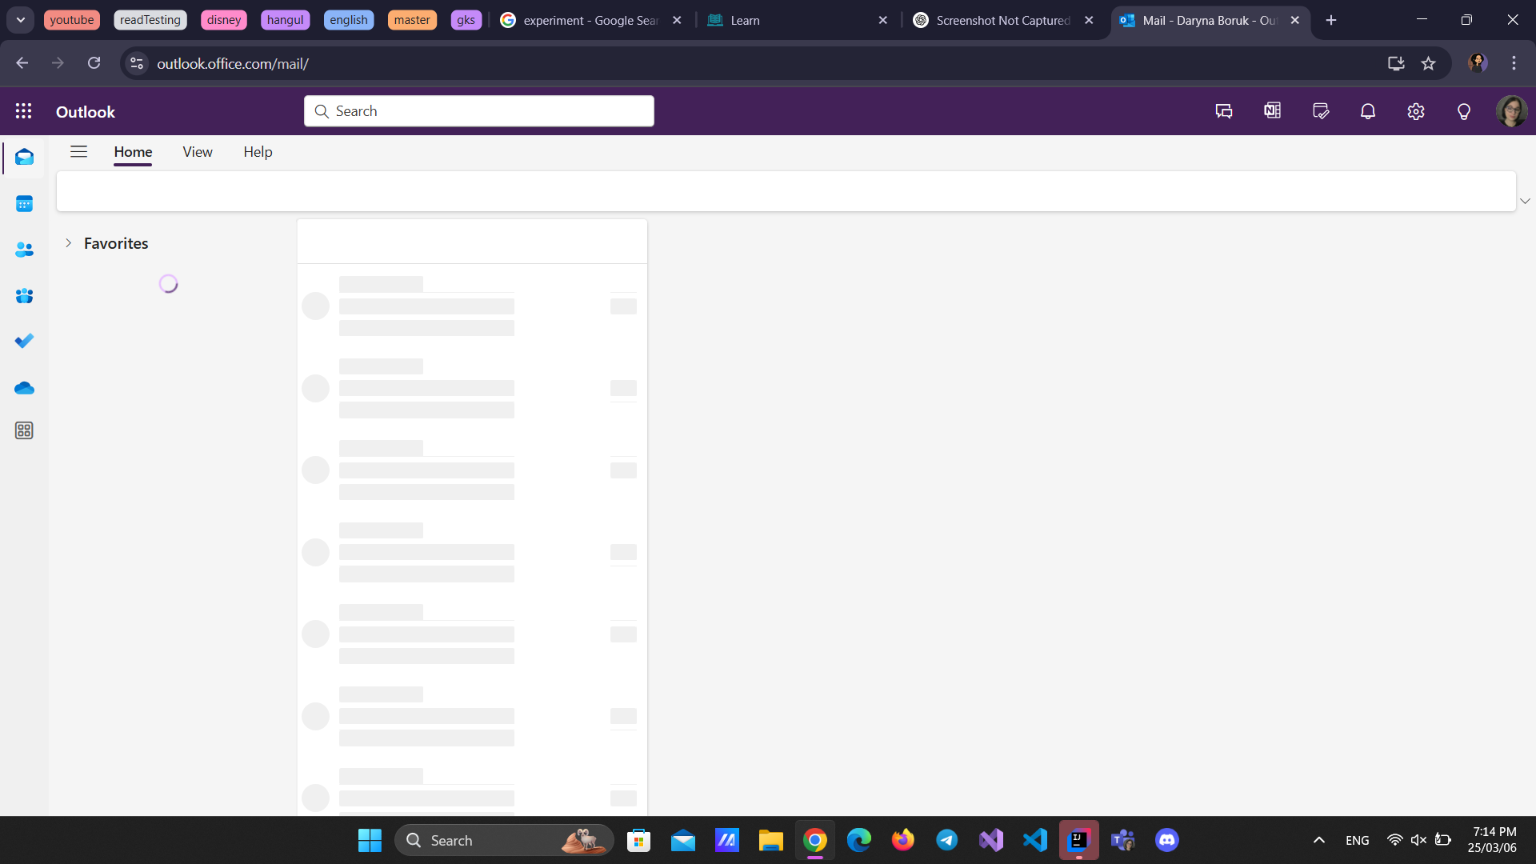 youtube readTesting disney hangul english master gks experiment - Google Sear Learn Screenshot Not Captured Mail - Daryna Boruk - Out
outlook.office.com/mail/
Outlook Search
Home View Help
Favorites
Search ENG 7:14 PM
25/03/06